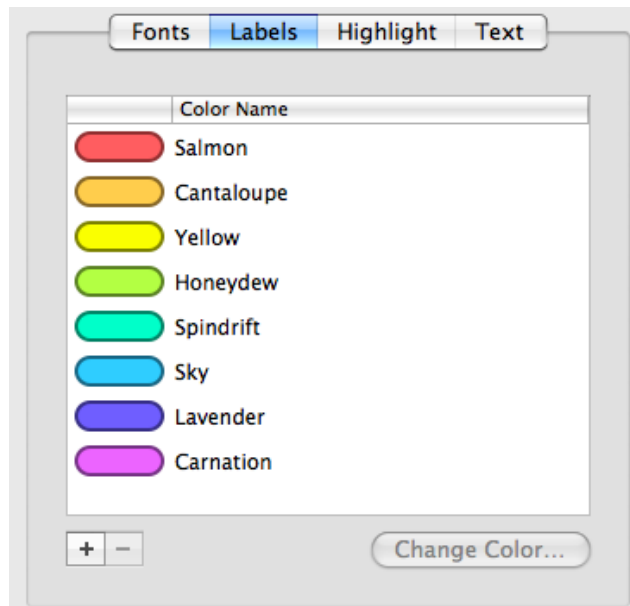 Fonts Labels Highlight Text
Color Name
Salmon
Cantaloupe
Yellow
Honeydew
Spindrift
Sky
Lavender
Carnation
+ − Change Color...